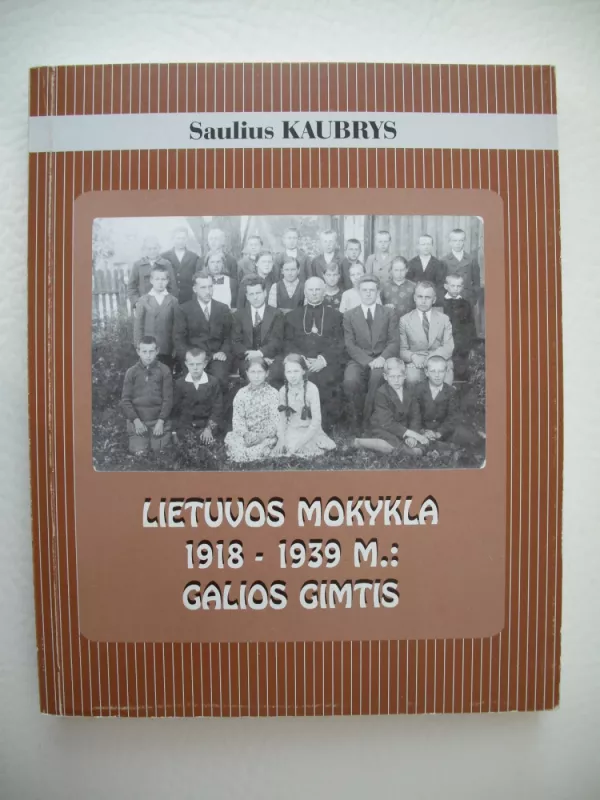 Saulius KAUBRYS
LIETUVOS MOKYKLA
1918 - 1939 M.:
GALIOS GIMTIS